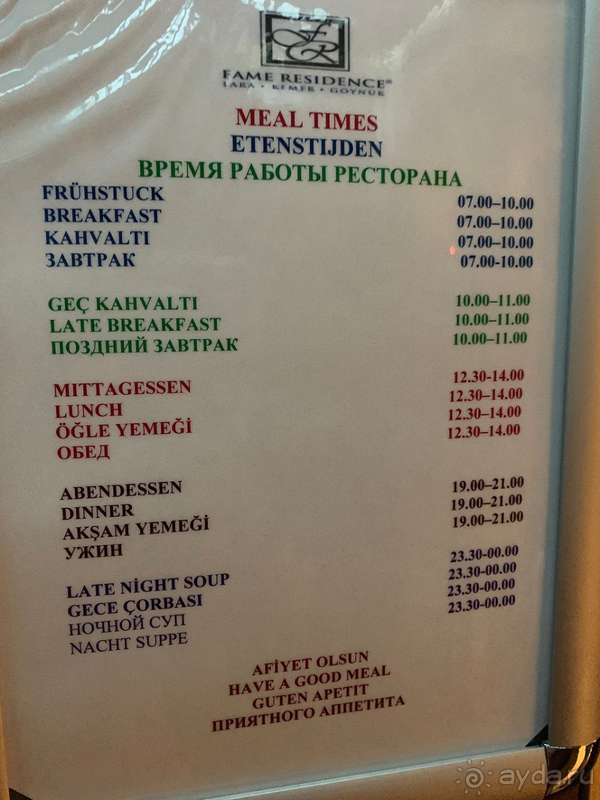 FR
FAME RESIDENCE®
LARA • KEMER • GOYNUK
MEAL TIMES
ETENSTIJDEN
ВРЕМЯ РАБОТЫ РЕСТОРАНА
FRÜHSTUCK 07.00–10.00
BREAKFAST 07.00–10.00
KAHVALTI 07.00–10.00
ЗАВТРАК 07.00-10.00
GEÇ KAHVALTI 10.00–11.00
LATE BREAKFAST 10.00–11.00
ПОЗДНИЙ ЗАВТРАК 10.00–11.00
MITTAGESSEN 12.30-14.00
LUNCH 12.30–14.00
ÖĞLE YEMEĞİ 12.30–14.00
ОБЕД 12.30–14.00
ABENDESSEN 19.00–21.00
DINNER 19.00–21.00
AKŞAM YEMEĞİ 19.00–21.00
УЖИН
LATE NİGHT SOUP 23.30-00.00
GECE ÇORBASI 23.30-00.00
НОЧНОЙ СУП 23.30-00.00
NACHT SUPPE 23.30-00.00
AFİYET OLSUN
HAVE A GOOD MEAL
GUTEN APETIT
ПРИЯТНОГО АППЕТИТА
ayda.ru